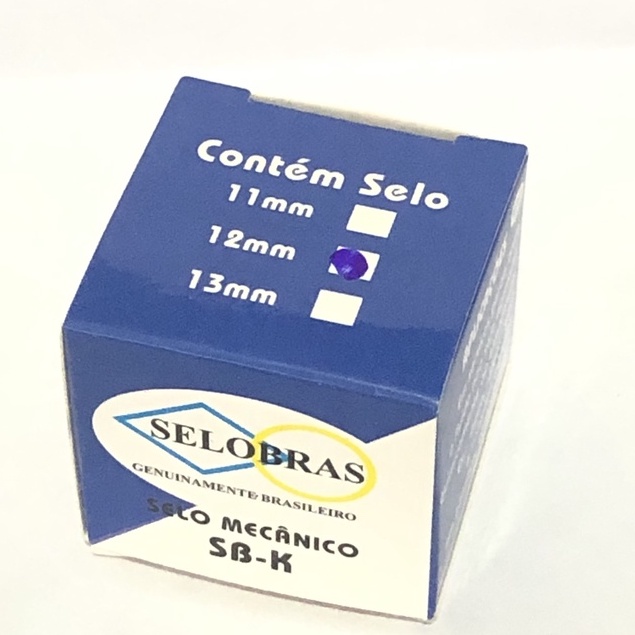 Contém Selo
11mm
12mm
13mm
SELOBRAS
GENUINAMENTE BRASILEIRO
SELO MECÂNICO
SB-K